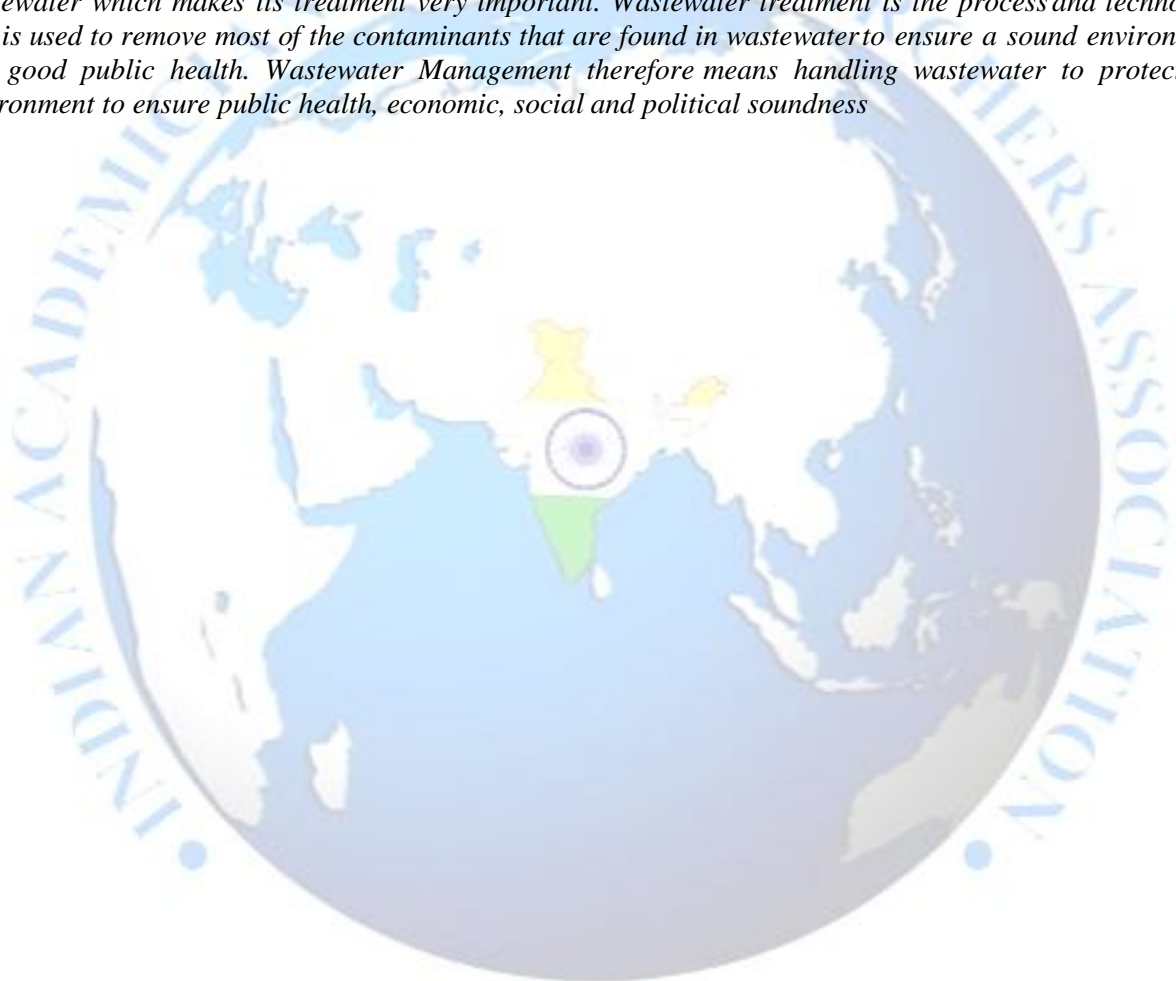 ewater which makes its treatment very important. Wastewater treatment is the process and techno
is used to remove most of the contaminants that are found in wastewater to ensure a sound environ
good public health. Wastewater Management therefore means handling wastewater to protec
ronment to ensure public health, economic, social and political soundness
INDIAN ACADEMIC
RCHERS ASSOCIATION